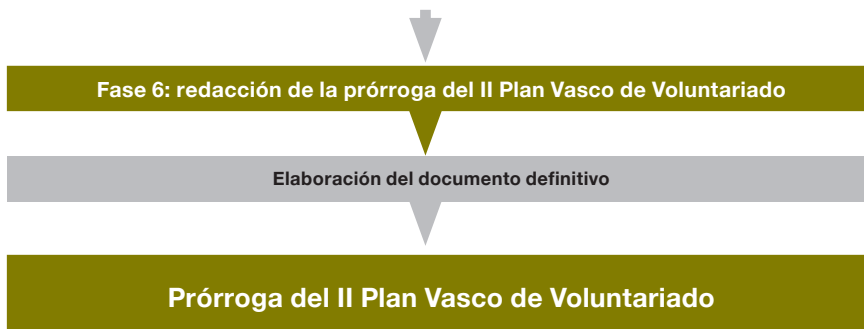 Fase 6: redacción de la prórroga del II Plan Vasco de Voluntariado
Elaboración del documento definitivo
Prórroga del II Plan Vasco de Voluntariado